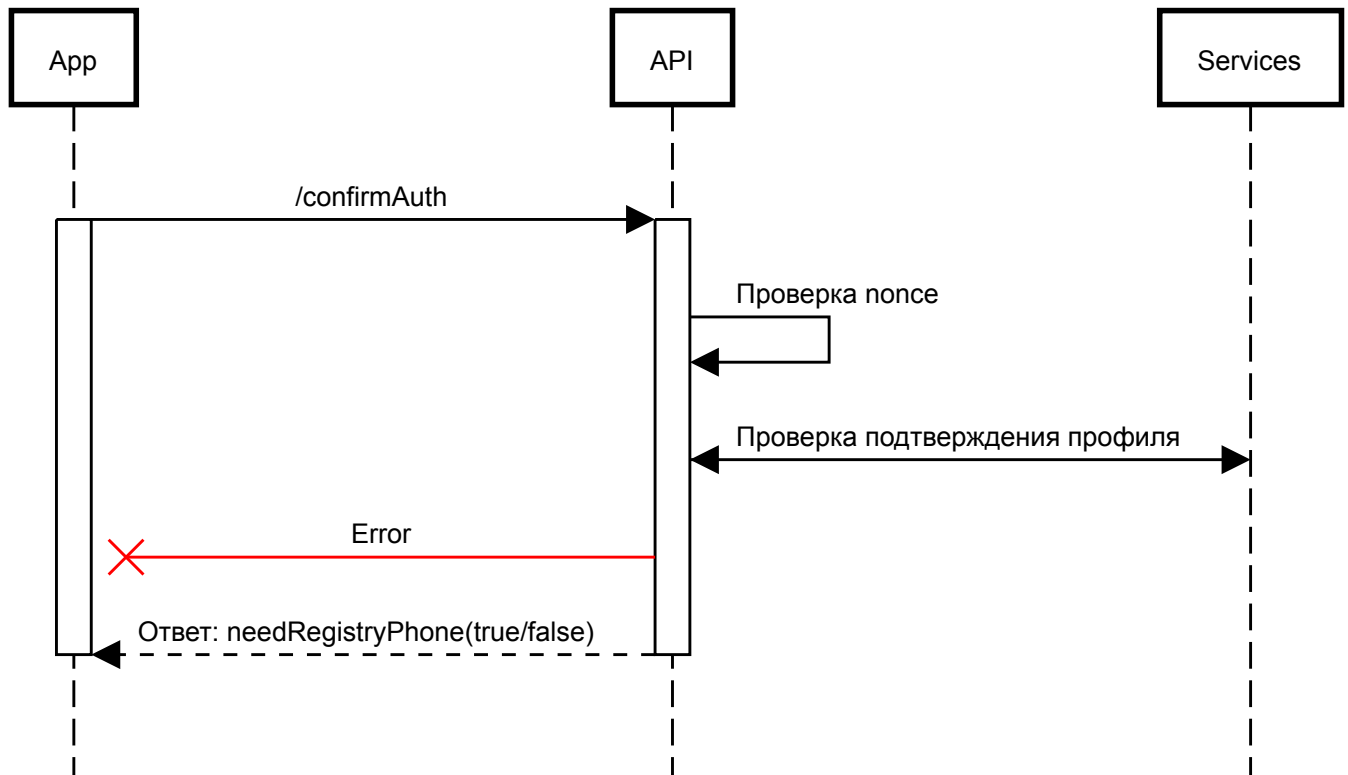 App
API
Services
/confirmAuth
Проверка nonce
Проверка подтверждения профиля
Error
Ответ: needRegistryPhone(true/false)